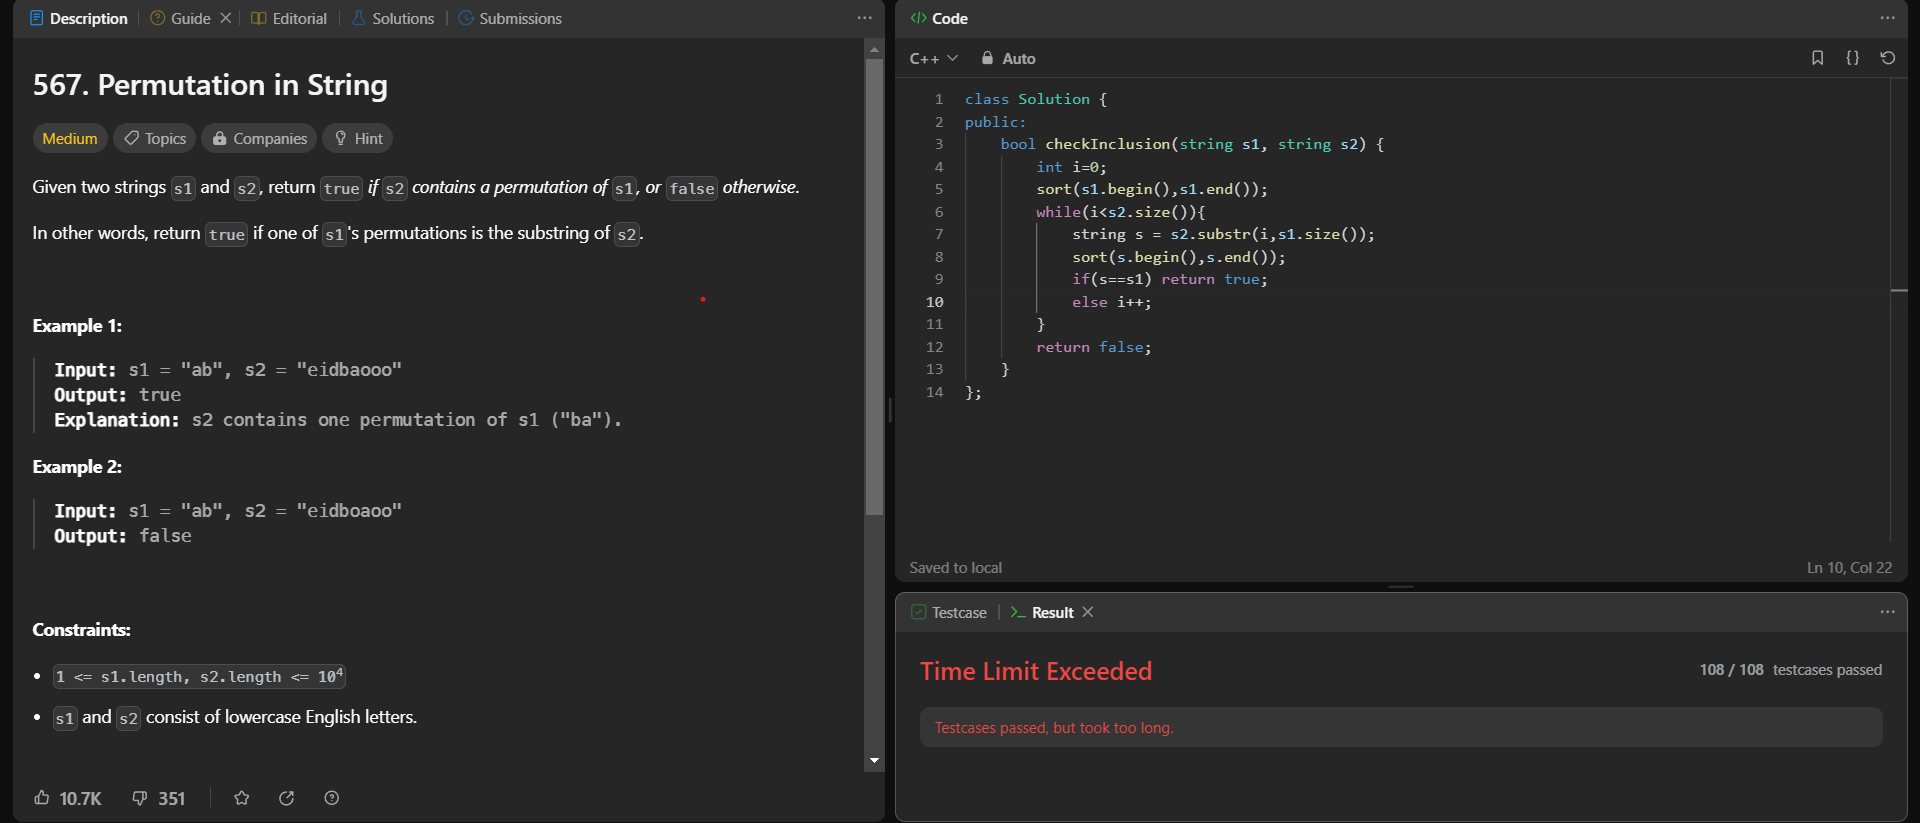 Description
Guide
Editorial
Solutions
Submissions
567. Permutation in String
Medium
Topics
Companies
Hint
Given two strings s1 and s2, return true if s2 contains a permutation of s1, or false otherwise.
In other words, return true if one of s1's permutations is the substring of s2.
Example 1:
Input: s1 = "ab", s2 = "eidbaooo"
Output: true
Explanation: s2 contains one permutation of s1 ("ba").
Example 2:
Input: s1 = "ab", s2 = "eidboaoo"
Output: false
Constraints:
• 1 <= s1.length, s2.length <= 10⁴
• s1 and s2 consist of lowercase English letters.
10.7K
351
Code
C++
Auto
1 class Solution {
2 public:
3     bool checkInclusion(string s1, string s2) {
4         int i=0;
5         sort(s1.begin(),s1.end());
6         while(i<s2.size()){
7             string s = s2.substr(i,s1.size());
8             sort(s.begin(),s.end());
9             if(s==s1) return true;
10             else i++;
11         }
12         return false;
13     }
14 };
Saved to local
Ln 10, Col 22
Testcase
Result
Time Limit Exceeded
108 / 108 testcases passed
Testcases passed, but took too long.